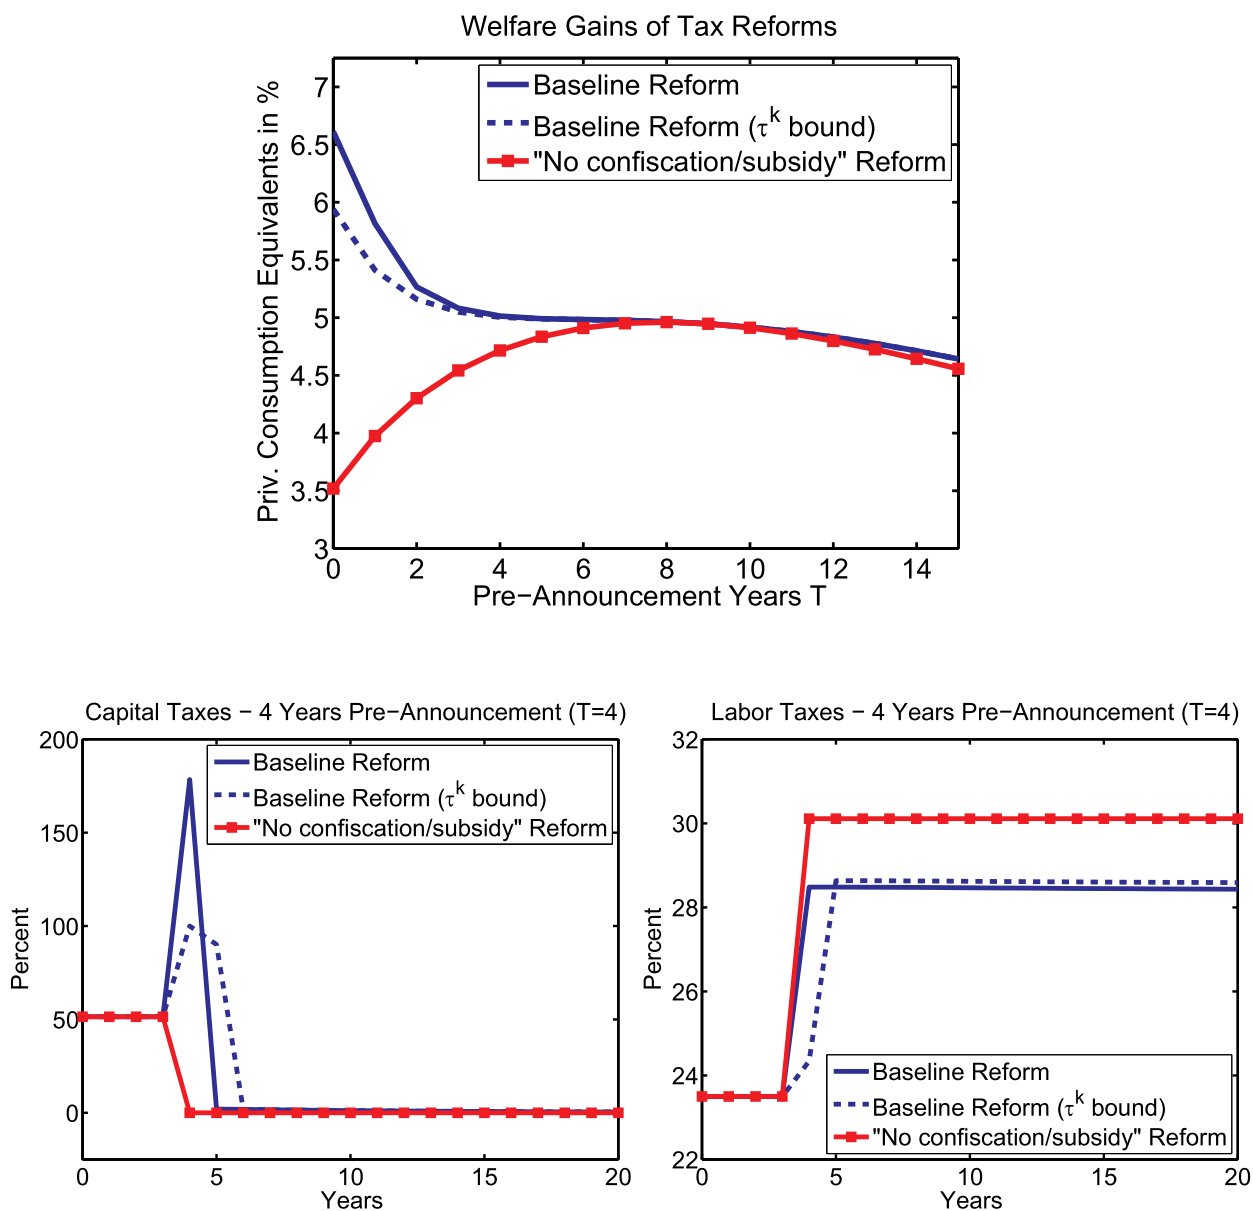 Welfare Gains of Tax Reforms
Priv. Consumption Equivalents in %
7
6.5
6
5.5
5
4.5
4
3.5
3
Baseline Reform
Baseline Reform (τᵏ bound)
"No confiscation/subsidy" Reform
0 2 4 6 8 10 12 14
Pre−Announcement Years T
Capital Taxes − 4 Years Pre−Announcement (T=4)
Percent
200
150
100
50
0
Baseline Reform
Baseline Reform (τᵏ bound)
"No confiscation/subsidy" Reform
0 5 10 15 20
Years
Labor Taxes − 4 Years Pre−Announcement (T=4)
Percent
32
30
28
26
24
22
Baseline Reform
Baseline Reform (τᵏ bound)
"No confiscation/subsidy" Reform
0 5 10 15 20
Years